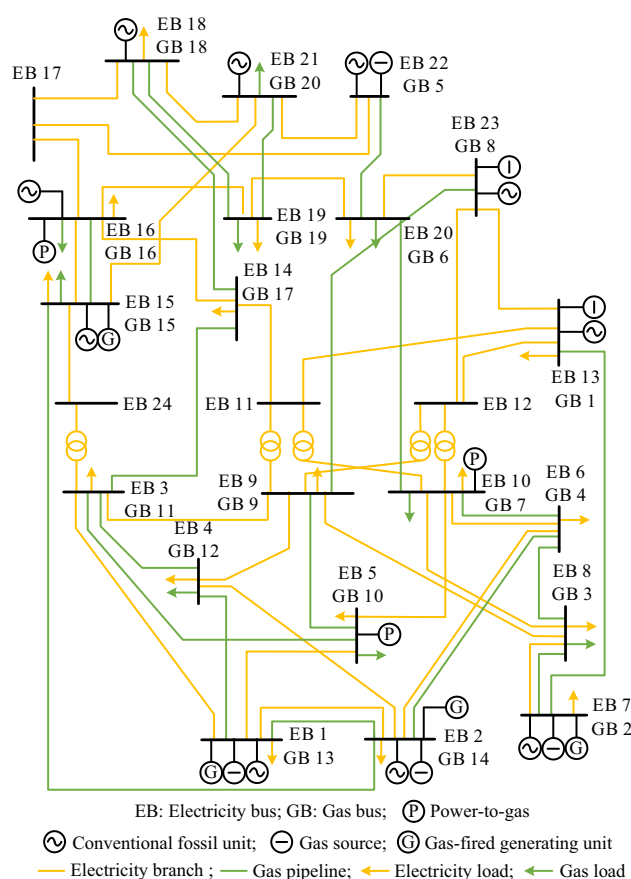 EB 18
GB 18
EB 21
GB 20
EB 22
GB 5
EB 17
EB 23
GB 8
EB 16
GB 16
P
EB 19
GB 19
EB 20
GB 6
EB 14
GB 17
EB 15
GB 15
G
EB 13
GB 1
EB 24
EB 11
EB 12
P
EB 3
GB 11
EB 9
GB 9
EB 10
GB 7
EB 6
GB 4
EB 4
GB 12
EB 5
GB 10
P
EB 8
GB 3
EB 1
GB 13
G
EB 2
GB 14
G
EB 7
GB 2
G
EB: Electricity bus; GB: Gas bus; P Power-to-gas
Conventional fossil unit; Gas source; G Gas-fired generating unit
Electricity branch ; Gas pipeline; Electricity load; Gas load